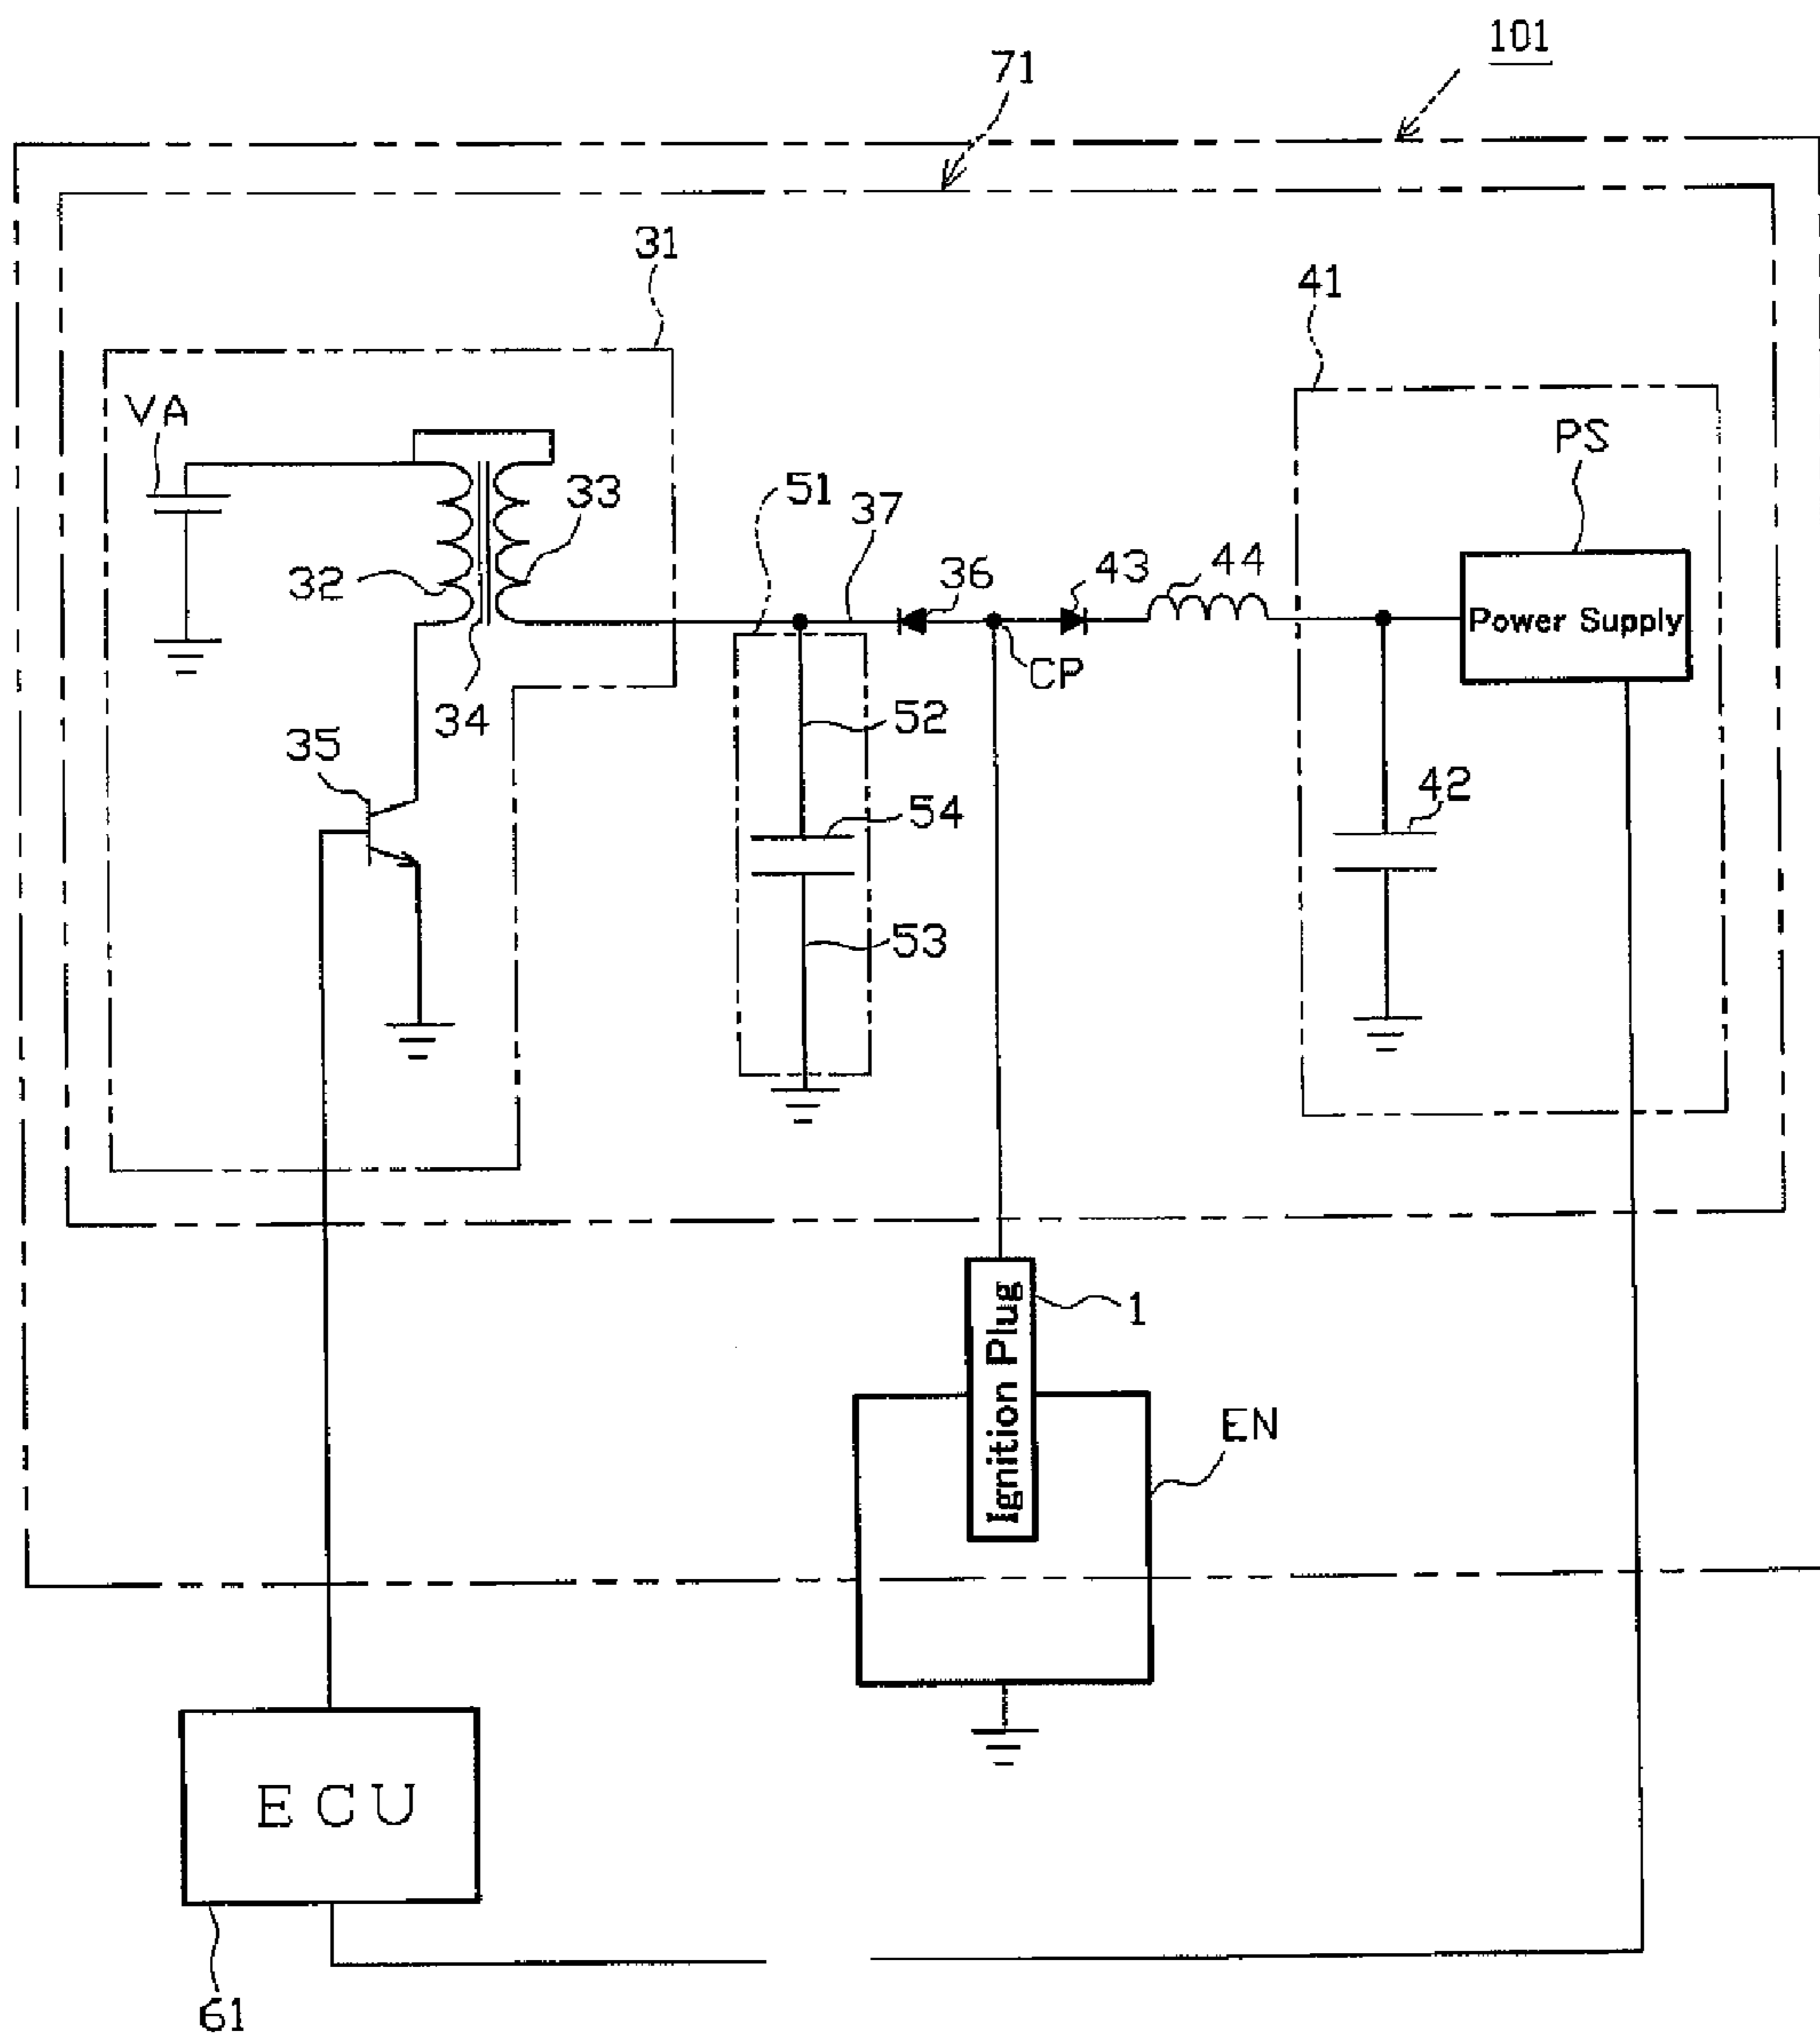 101
71
31
41
VA
PS
51
37
33
36
43
44
32
Power Supply
CP
34
52
35
42
54
53
1
Ignition Plug
EN
ECU
61